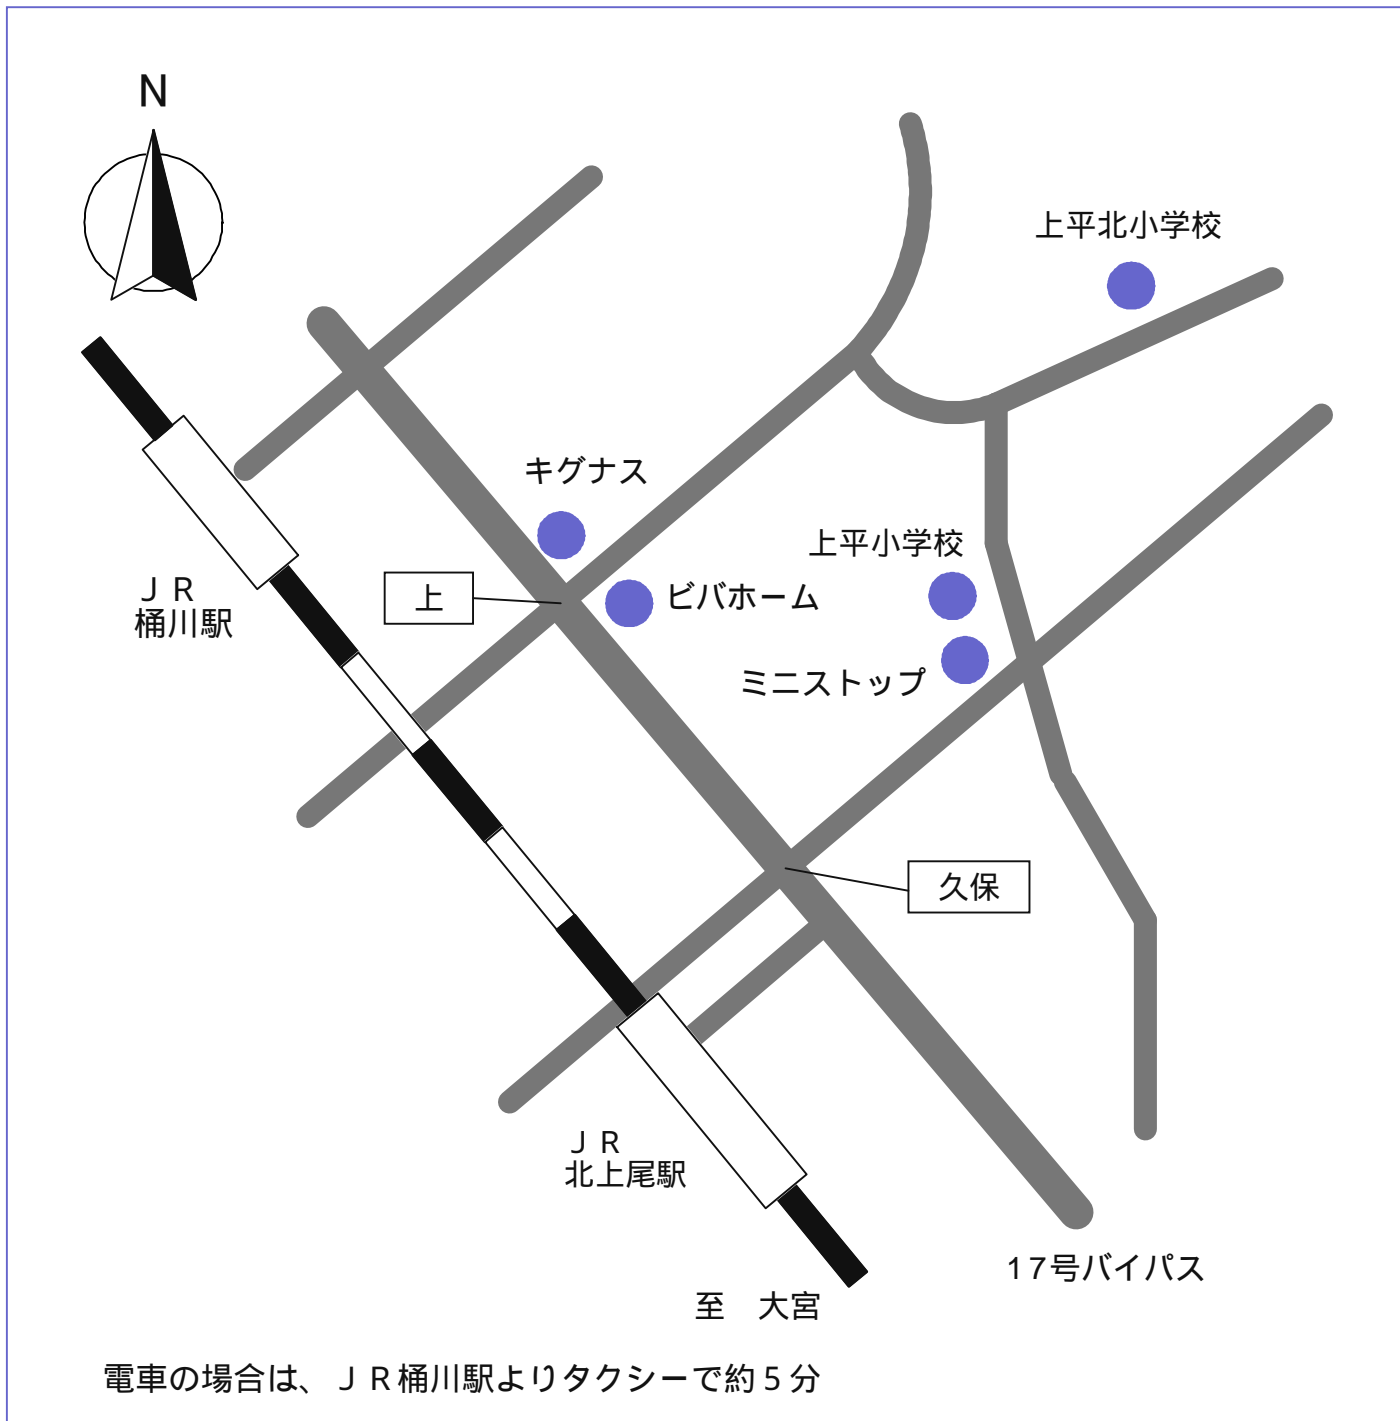 N
上平北小学校
キグナス
上平小学校
上
ビバホーム
ＪＲ
桶川駅
ミニストップ
久保
ＪＲ
北上尾駅
17号バイパス
至　大宮
電車の場合は、ＪＲ桶川駅よりタクシーで約５分